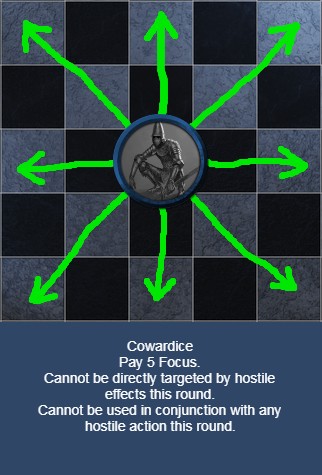 Cowardice
Pay 5 Focus.
Cannot be directly targeted by hostile
effects this round.
Cannot be used in conjunction with any
hostile action this round.